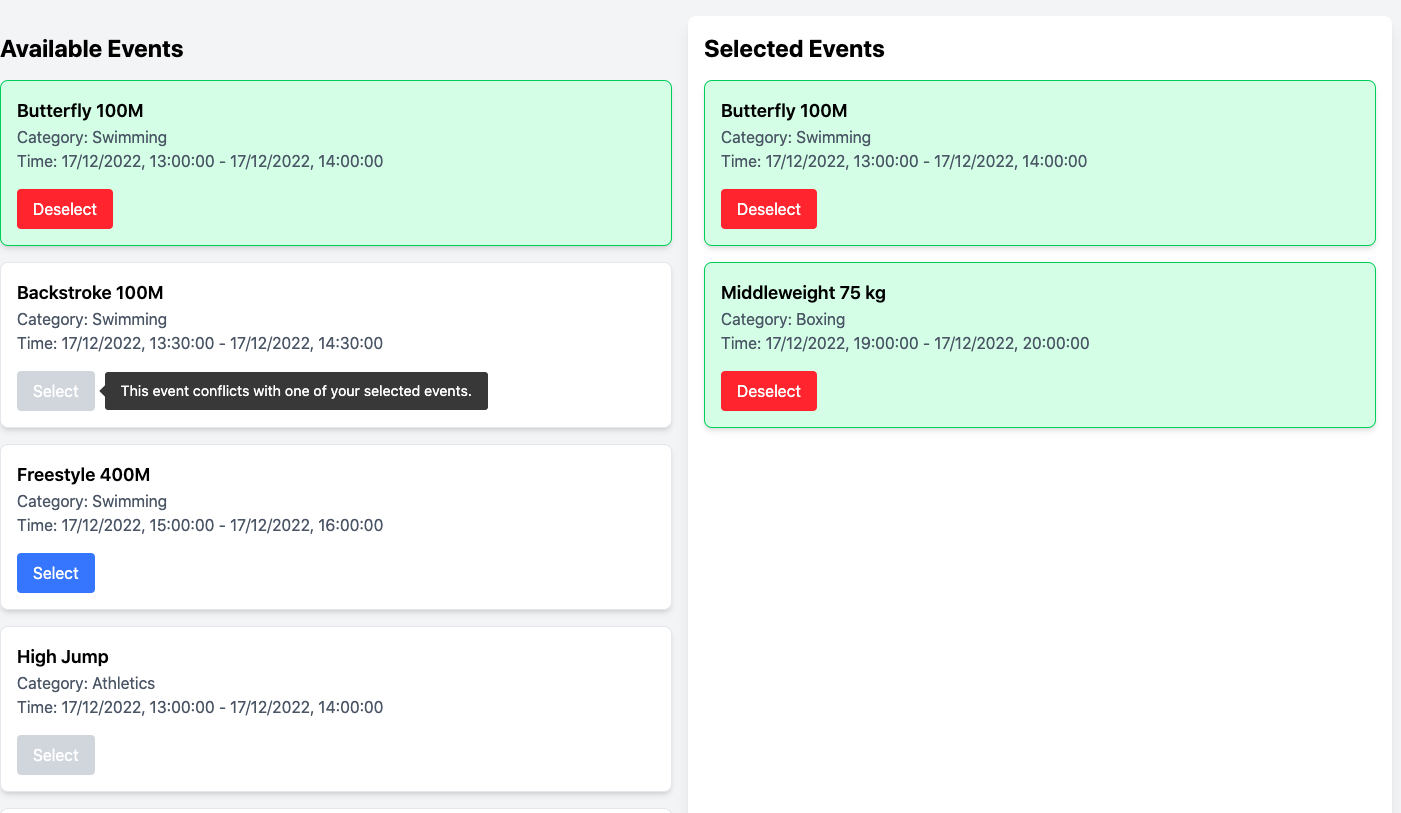 Available Events
Butterfly 100M
Category: Swimming
Time: 17/12/2022, 13:00:00 - 17/12/2022, 14:00:00
Deselect
Backstroke 100M
Category: Swimming
Time: 17/12/2022, 13:30:00 - 17/12/2022, 14:30:00
Select
This event conflicts with one of your selected events.
Freestyle 400M
Category: Swimming
Time: 17/12/2022, 15:00:00 - 17/12/2022, 16:00:00
Select
High Jump
Category: Athletics
Time: 17/12/2022, 13:00:00 - 17/12/2022, 14:00:00
Select
Selected Events
Butterfly 100M
Category: Swimming
Time: 17/12/2022, 13:00:00 - 17/12/2022, 14:00:00
Deselect
Middleweight 75 kg
Category: Boxing
Time: 17/12/2022, 19:00:00 - 17/12/2022, 20:00:00
Deselect